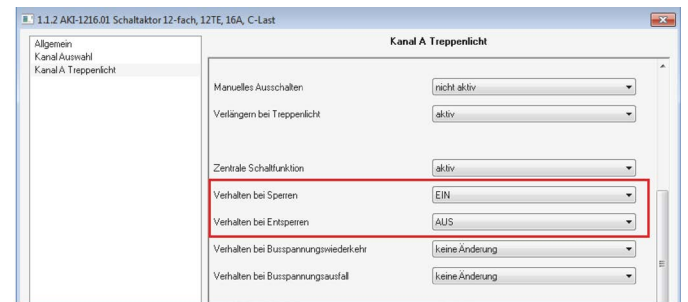 1.1.2 AKI-1216.01 Schaltaktor 12-fach, 12TE, 16A, C-Last
Allgemein
Kanal Auswahl
Kanal A Treppenlicht
Kanal A Treppenlicht
Manuelles Ausschalten nicht aktiv
Verlängern bei Treppenlicht aktiv
Zentrale Schaltfunktion aktiv
Verhalten bei Sperren EIN
Verhalten bei Entsperren AUS
Verhalten bei Busspannungswiederkehr keine Änderung
Verhalten bei Busspannungsausfall keine Änderung